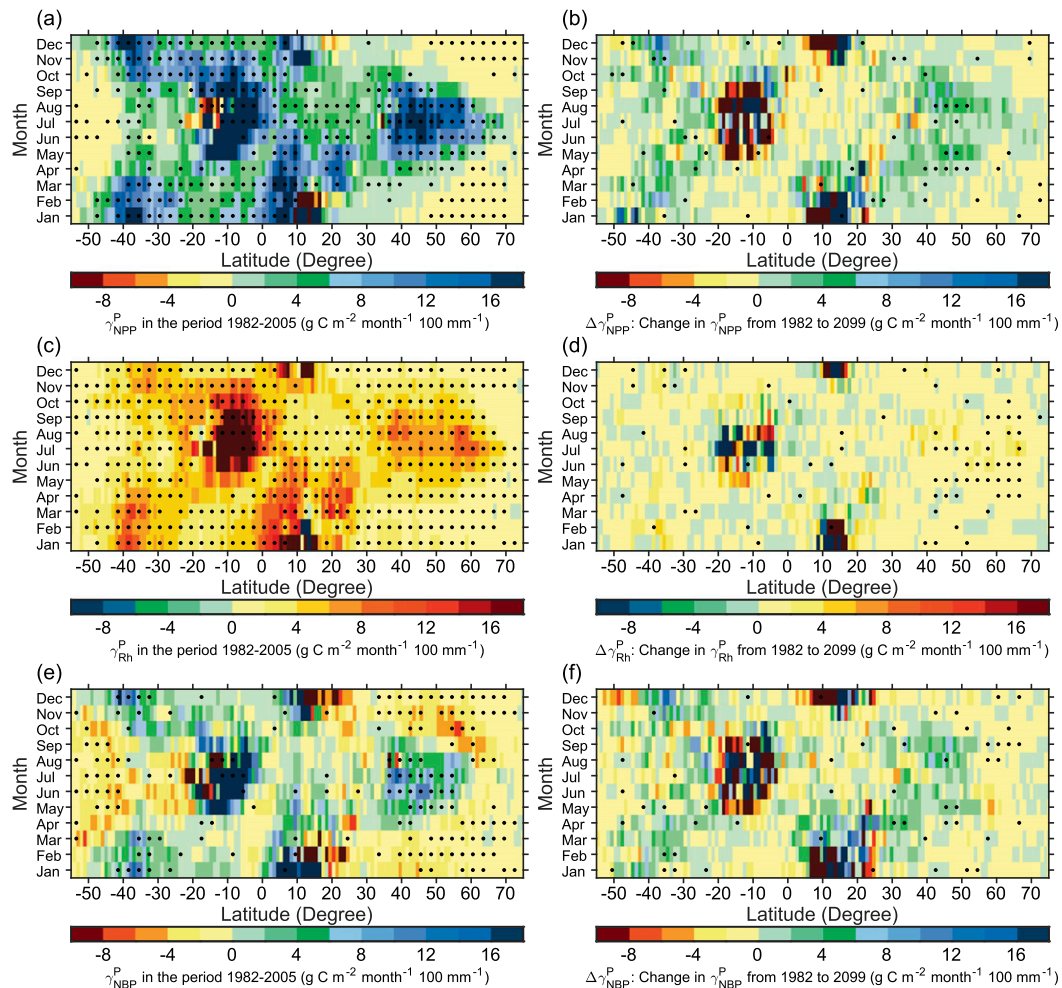 (a)
Month
Dec
Nov
Oct
Sep
Aug
Jul
Jun
May
Apr
Mar
Feb
Jan
-50 -40 -30 -20 -10 0 10 20 30 40 50 60 70
Latitude (Degree)
-8 -4 0 4 8 12 16
γ^P_NPP in the period 1982-2005 (g C m⁻² month⁻¹ 100 mm⁻¹)
(b)
Month
Dec
Nov
Oct
Sep
Aug
Jul
Jun
May
Apr
Mar
Feb
Jan
-50 -40 -30 -20 -10 0 10 20 30 40 50 60 70
Latitude (Degree)
-8 -4 0 4 8 12 16
Δγ^P_NPP: Change in γ^P_NPP from 1982 to 2099 (g C m⁻² month⁻¹ 100 mm⁻¹)
(c)
Month
Dec
Nov
Oct
Sep
Aug
Jul
Jun
May
Apr
Mar
Feb
Jan
-50 -40 -30 -20 -10 0 10 20 30 40 50 60 70
Latitude (Degree)
-8 -4 0 4 8 12 16
γ^P_Rh in the period 1982-2005 (g C m⁻² month⁻¹ 100 mm⁻¹)
(d)
Month
Dec
Nov
Oct
Sep
Aug
Jul
Jun
May
Apr
Mar
Feb
Jan
-50 -40 -30 -20 -10 0 10 20 30 40 50 60 70
Latitude (Degree)
-8 -4 0 4 8 12 16
Δγ^P_Rh: Change in γ^P_Rh from 1982 to 2099 (g C m⁻² month⁻¹ 100 mm⁻¹)
(e)
Month
Dec
Nov
Oct
Sep
Aug
Jul
Jun
May
Apr
Mar
Feb
Jan
-50 -40 -30 -20 -10 0 10 20 30 40 50 60 70
Latitude (Degree)
-8 -4 0 4 8 12 16
γ^P_NBP in the period 1982-2005 (g C m⁻² month⁻¹ 100 mm⁻¹)
(f)
Month
Dec
Nov
Oct
Sep
Aug
Jul
Jun
May
Apr
Mar
Feb
Jan
-50 -40 -30 -20 -10 0 10 20 30 40 50 60 70
Latitude (Degree)
-8 -4 0 4 8 12 16
Δγ^P_NBP: Change in γ^P_NBP from 1982 to 2099 (g C m⁻² month⁻¹ 100 mm⁻¹)